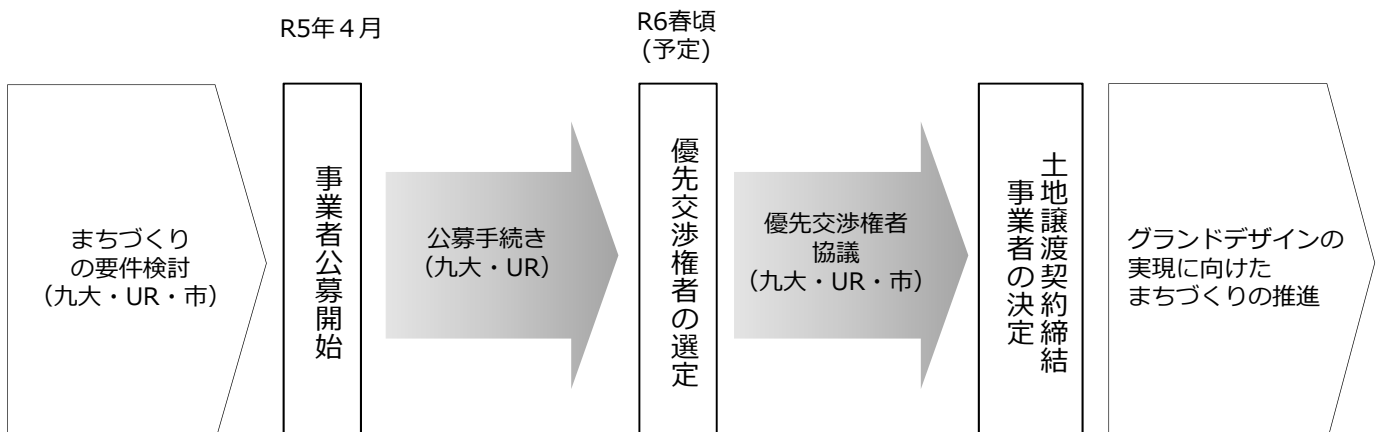 R5年４月
R6春頃
(予定)
まちづくり
の要件検討
（九大・UR・市）
事業者公募開始
公募手続き
（九大・UR）
優先交渉権者の選定
優先交渉権者
協議
（九大・UR・市）
土地譲渡契約締結
事業者の決定
グランドデザインの
実現に向けた
まちづくりの推進